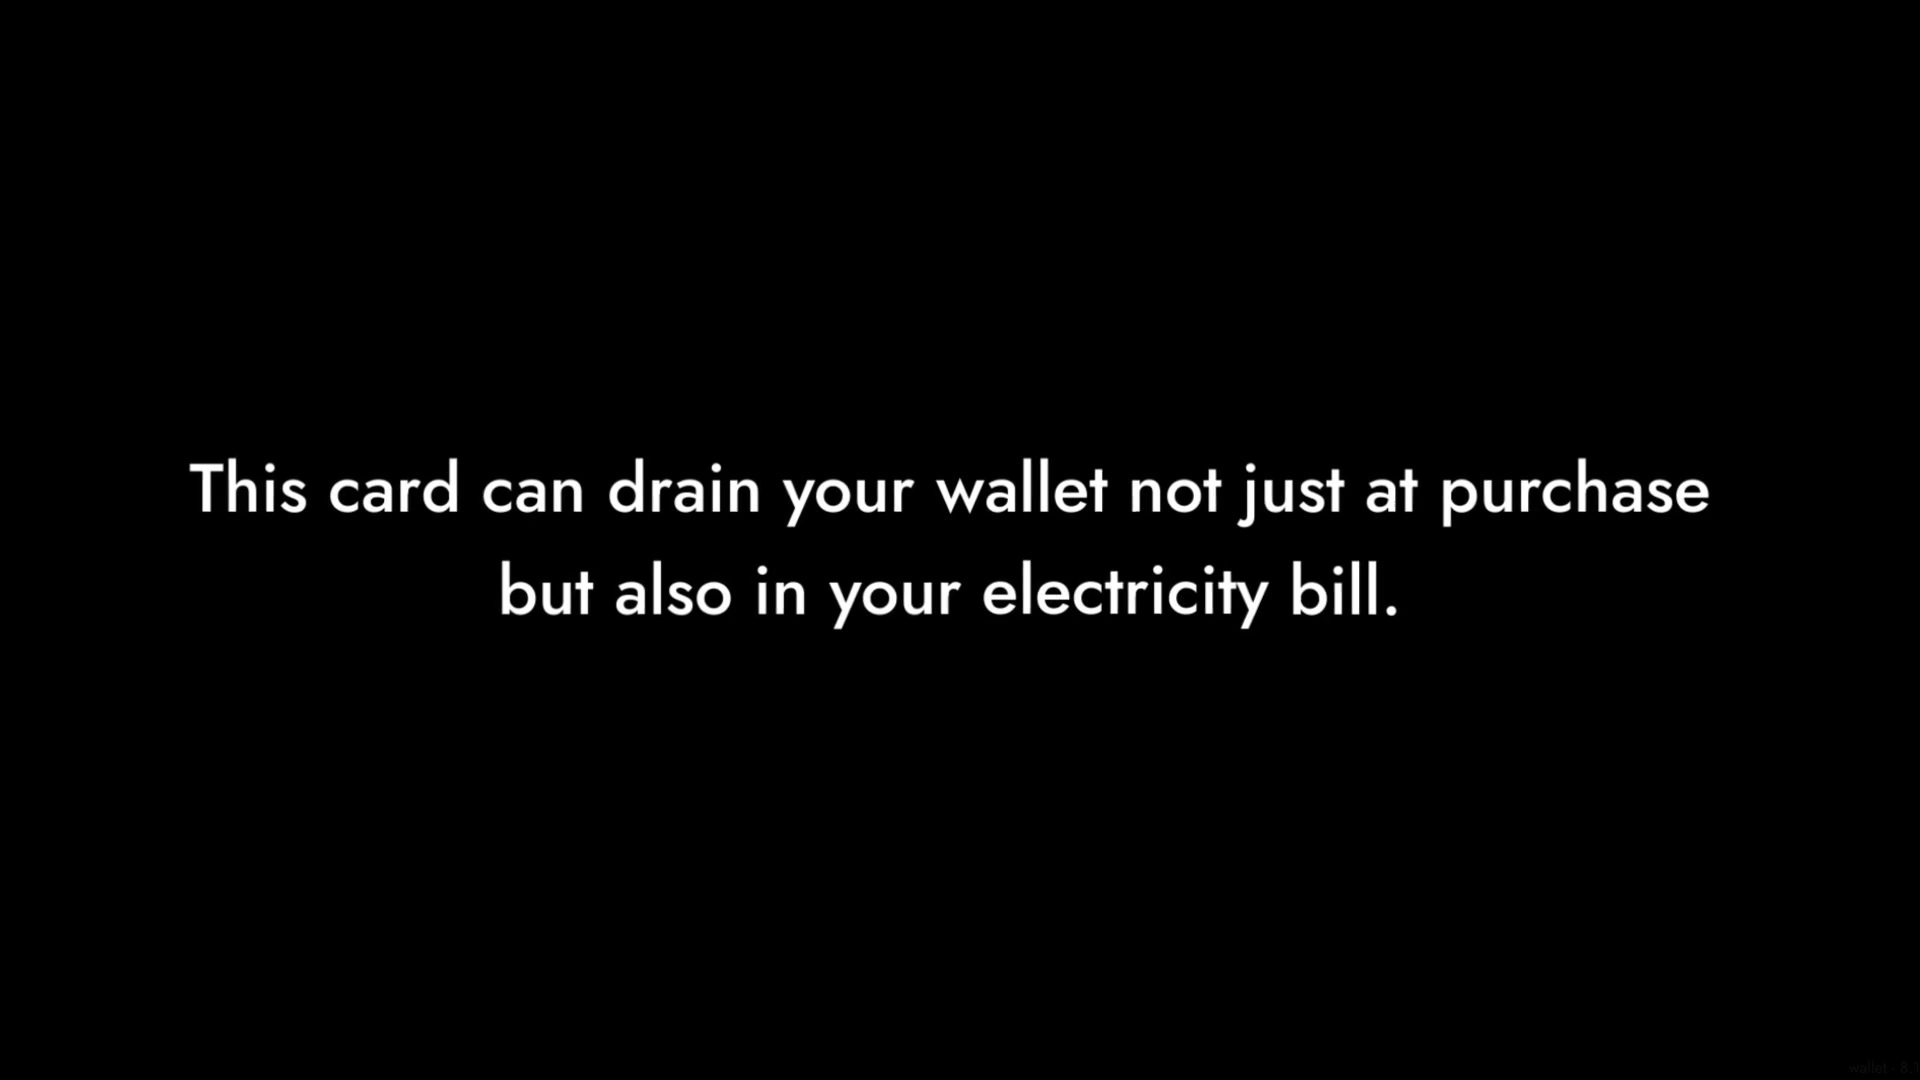 This card can drain your wallet not just at purchase
but also in your electricity bill.